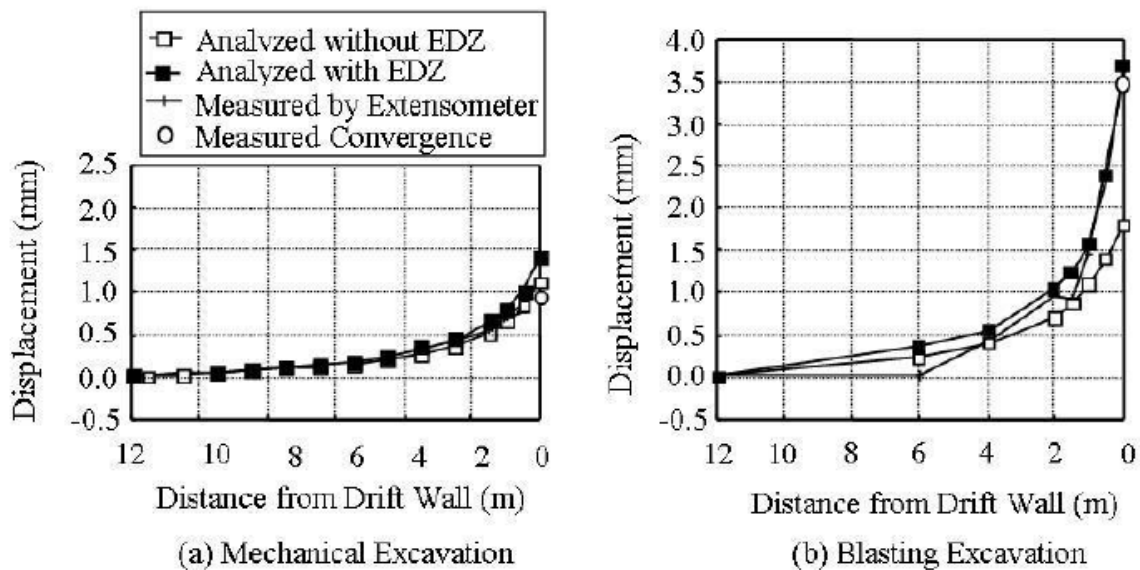 Analyzed without EDZ
Analyzed with EDZ
Measured by Extensometer
Measured Convergence
Displacement (mm)
2.5
2.0
1.5
1.0
0.5
0.0
-0.5
12 10 8 6 4 2 0
Distance from Drift Wall (m)
(a) Mechanical Excavation
Displacement (mm)
4.0
3.5
3.0
2.5
2.0
1.5
1.0
0.5
0.0
-0.5
12 10 8 6 4 2 0
Distance from Drift Wall (m)
(b) Blasting Excavation